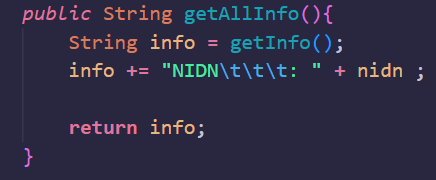 public String getAllInfo(){
    String info = getInfo();
    info += "NIDN\t\t\t: " + nidn ;

    return info;
}